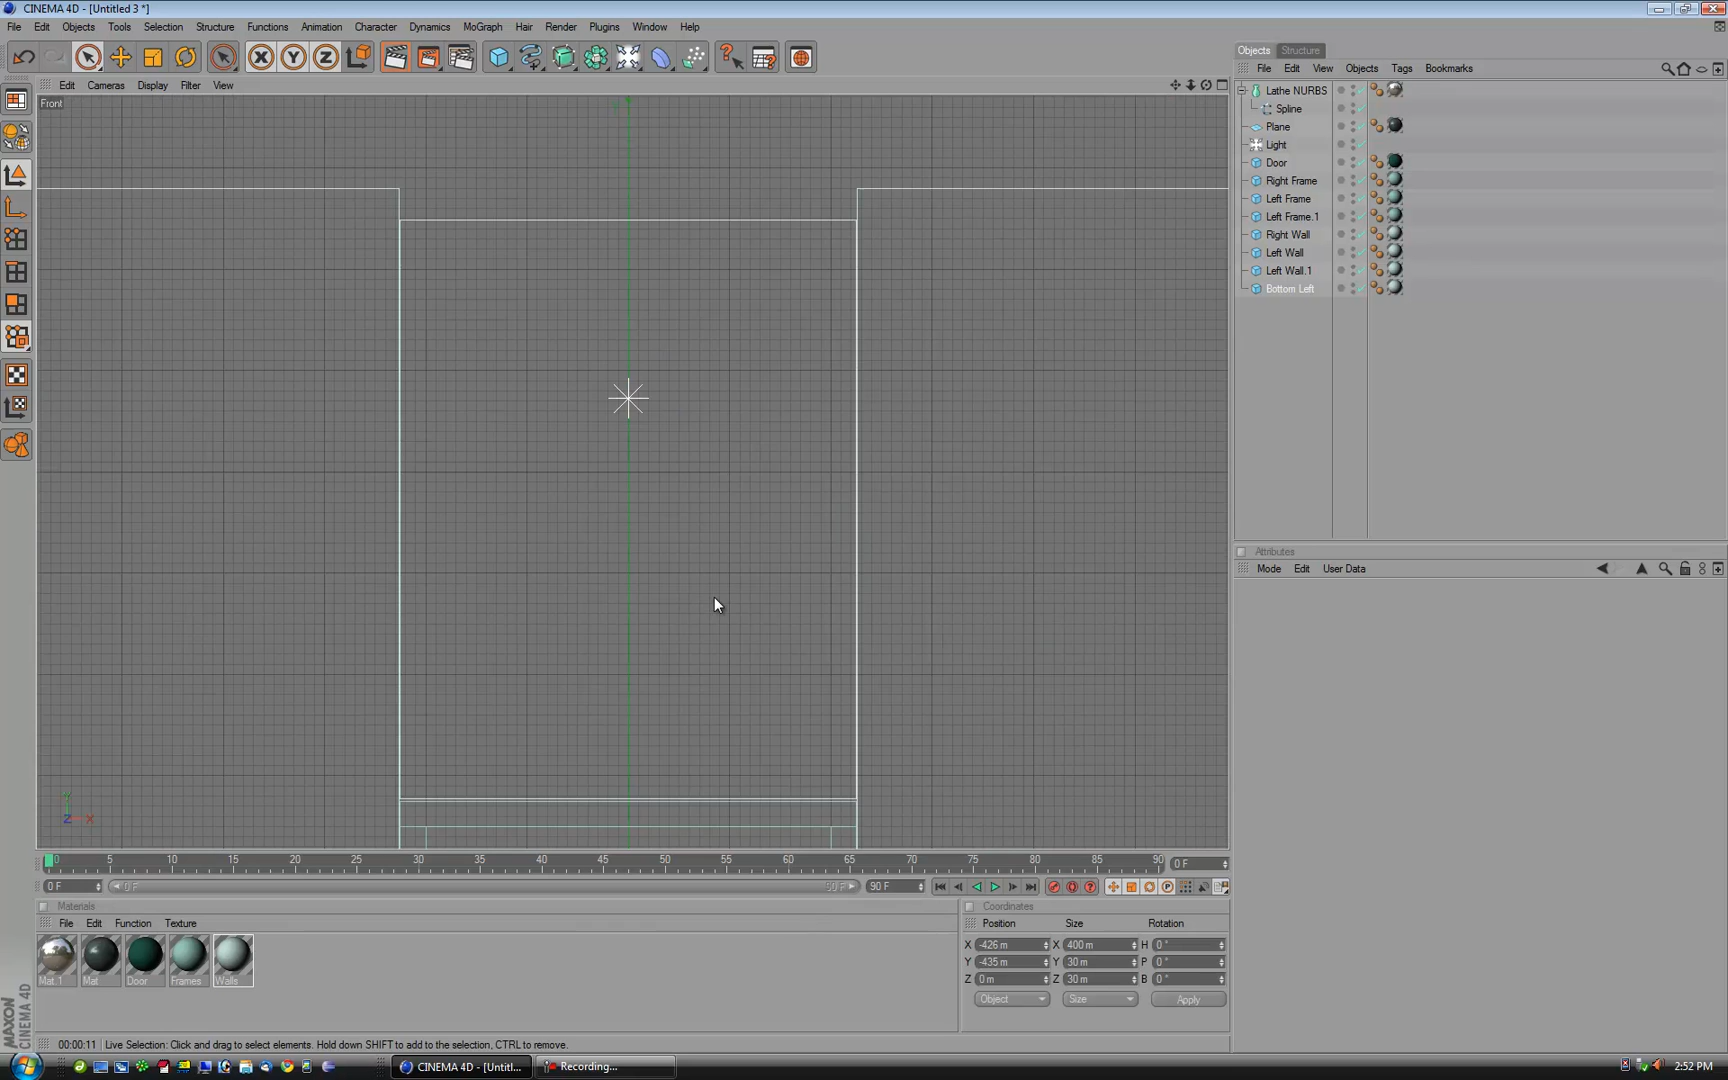 CINEMA 4D - [Untitled 3 *]
File Edit Objects Tools Selection Structure Functions Animation Character Dynamics MoGraph Hair Render Plugins Window Help
X Y Z
Edit Cameras Display Filter View
Front
Y
Z X
Objects Structure
File Edit View Objects Tags Bookmarks
Lathe NURBS
Spline
Plane
Light
Door
Right Frame
Left Frame
Left Frame.1
Right Wall
Left Wall
Left Wall.1
Bottom Left
Attributes
Mode Edit User Data
0 5 10 15 20 25 30 35 40 45 50 55 60 65 70 75 80 85 90 0 F
0 F 0 F 90 F 90 F
Materials
File Edit Function Texture
Mat.1 Mat Door Frames Walls
Coordinates
Position Size Rotation
X -426 m X 400 m H 0 °
Y -435 m Y 30 m P 0 °
Z 0 m Z 30 m B 0 °
Object Size Apply
MAXON
CINEMA 4D
00:00:11 Live Selection: Click and drag to select elements. Hold down SHIFT to add to the selection, CTRL to remove.
CINEMA 4D - [Untitl... Recording... 2:52 PM